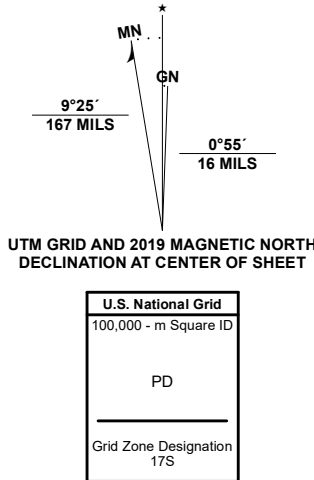 ★
MN
GN
9°25´
167 MILS
0°55´
16 MILS
UTM GRID AND 2019 MAGNETIC NORTH
DECLINATION AT CENTER OF SHEET
U.S. National Grid
100,000 - m Square ID
PD
Grid Zone Designation
17S